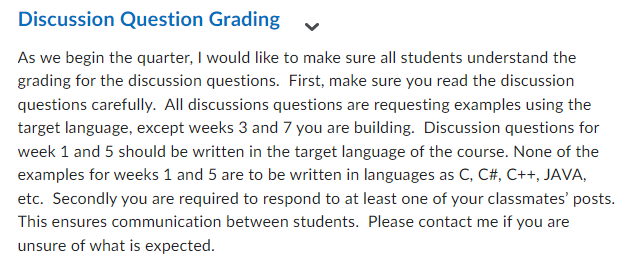 Discussion Question Grading
As we begin the quarter, I would like to make sure all students understand the
grading for the discussion questions.  First, make sure you read the discussion
questions carefully.  All discussions questions are requesting examples using the
target language, except weeks 3 and 7 you are building.  Discussion questions for
week 1 and 5 should be written in the target language of the course. None of the
examples for weeks 1 and 5 are to be written in languages as C, C#, C++, JAVA,
etc.  Secondly you are required to respond to at least one of your classmates' posts.
This ensures communication between students.  Please contact me if you are
unsure of what is expected.